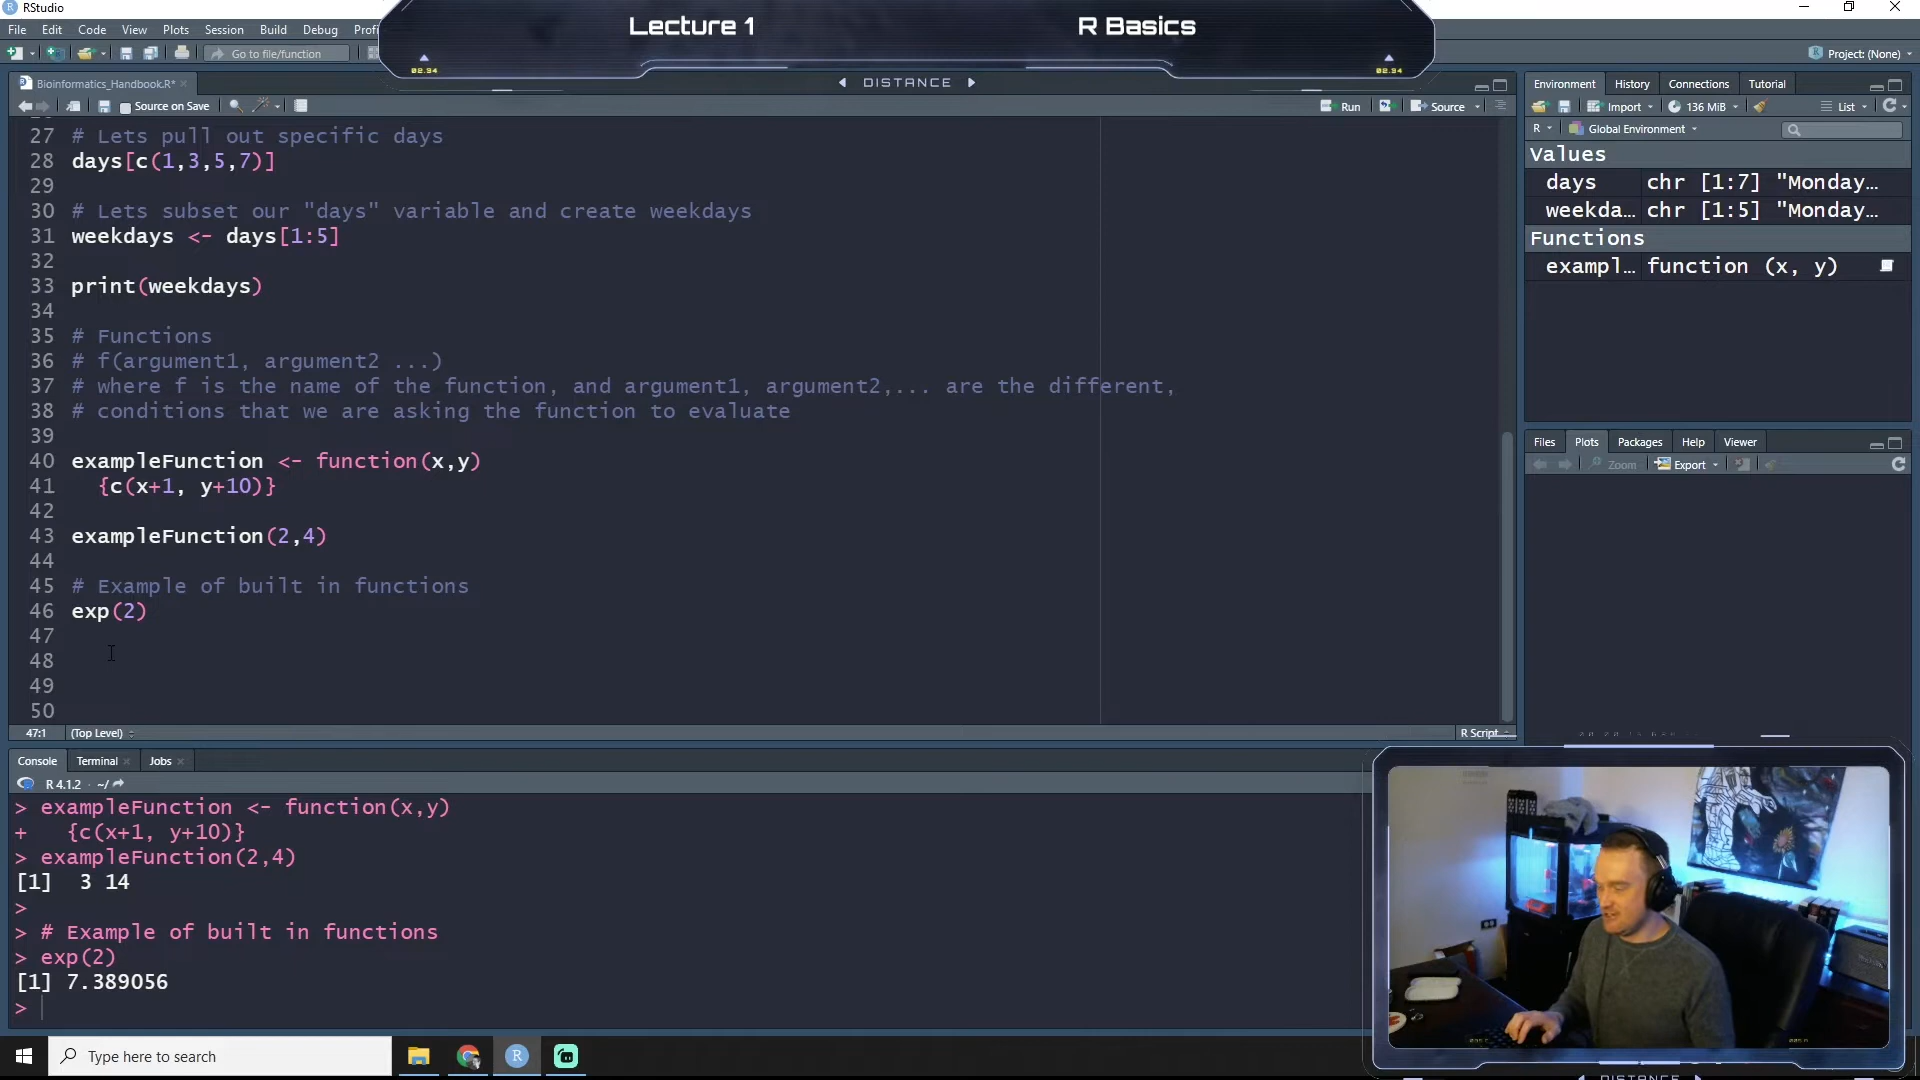 RStudio
File Edit Code View Plots Session Build Debug Profi
Lecture 1
R Basics
02.94
02.94
DISTANCE
Go to file/function
Project: (None)
Bioinformatics_Handbook.R*
Source on Save
Run
Source
27 # Lets pull out specific days
28 days[c(1,3,5,7)]
29
30 # Lets subset our "days" variable and create weekdays
31 weekdays <- days[1:5]
32
33 print(weekdays)
34
35 # Functions
36 # f(argument1, argument2 ...)
37 # where f is the name of the function, and argument1, argument2,... are the different,
38 # conditions that we are asking the function to evaluate
39
40 exampleFunction <- function(x,y)
41 {c(x+1, y+10)}
42
43 exampleFunction(2,4)
44
45 # Example of built in functions
46 exp(2)
47
48
49
50
47:1 (Top Level)
R Script
Environment History Connections Tutorial
Import 136 MiB List
R Global Environment
Values
days chr [1:7] "Monday…
weekda… chr [1:5] "Monday…
Functions
exampl… function (x, y)
Files Plots Packages Help Viewer
Zoom Export
Console Terminal Jobs
R 4.1.2 · ~/
> exampleFunction <- function(x,y)
+ {c(x+1, y+10)}
> exampleFunction(2,4)
[1] 3 14
>
> # Example of built in functions
> exp(2)
[1] 7.389056
>
Type here to search
R
DISTANCE